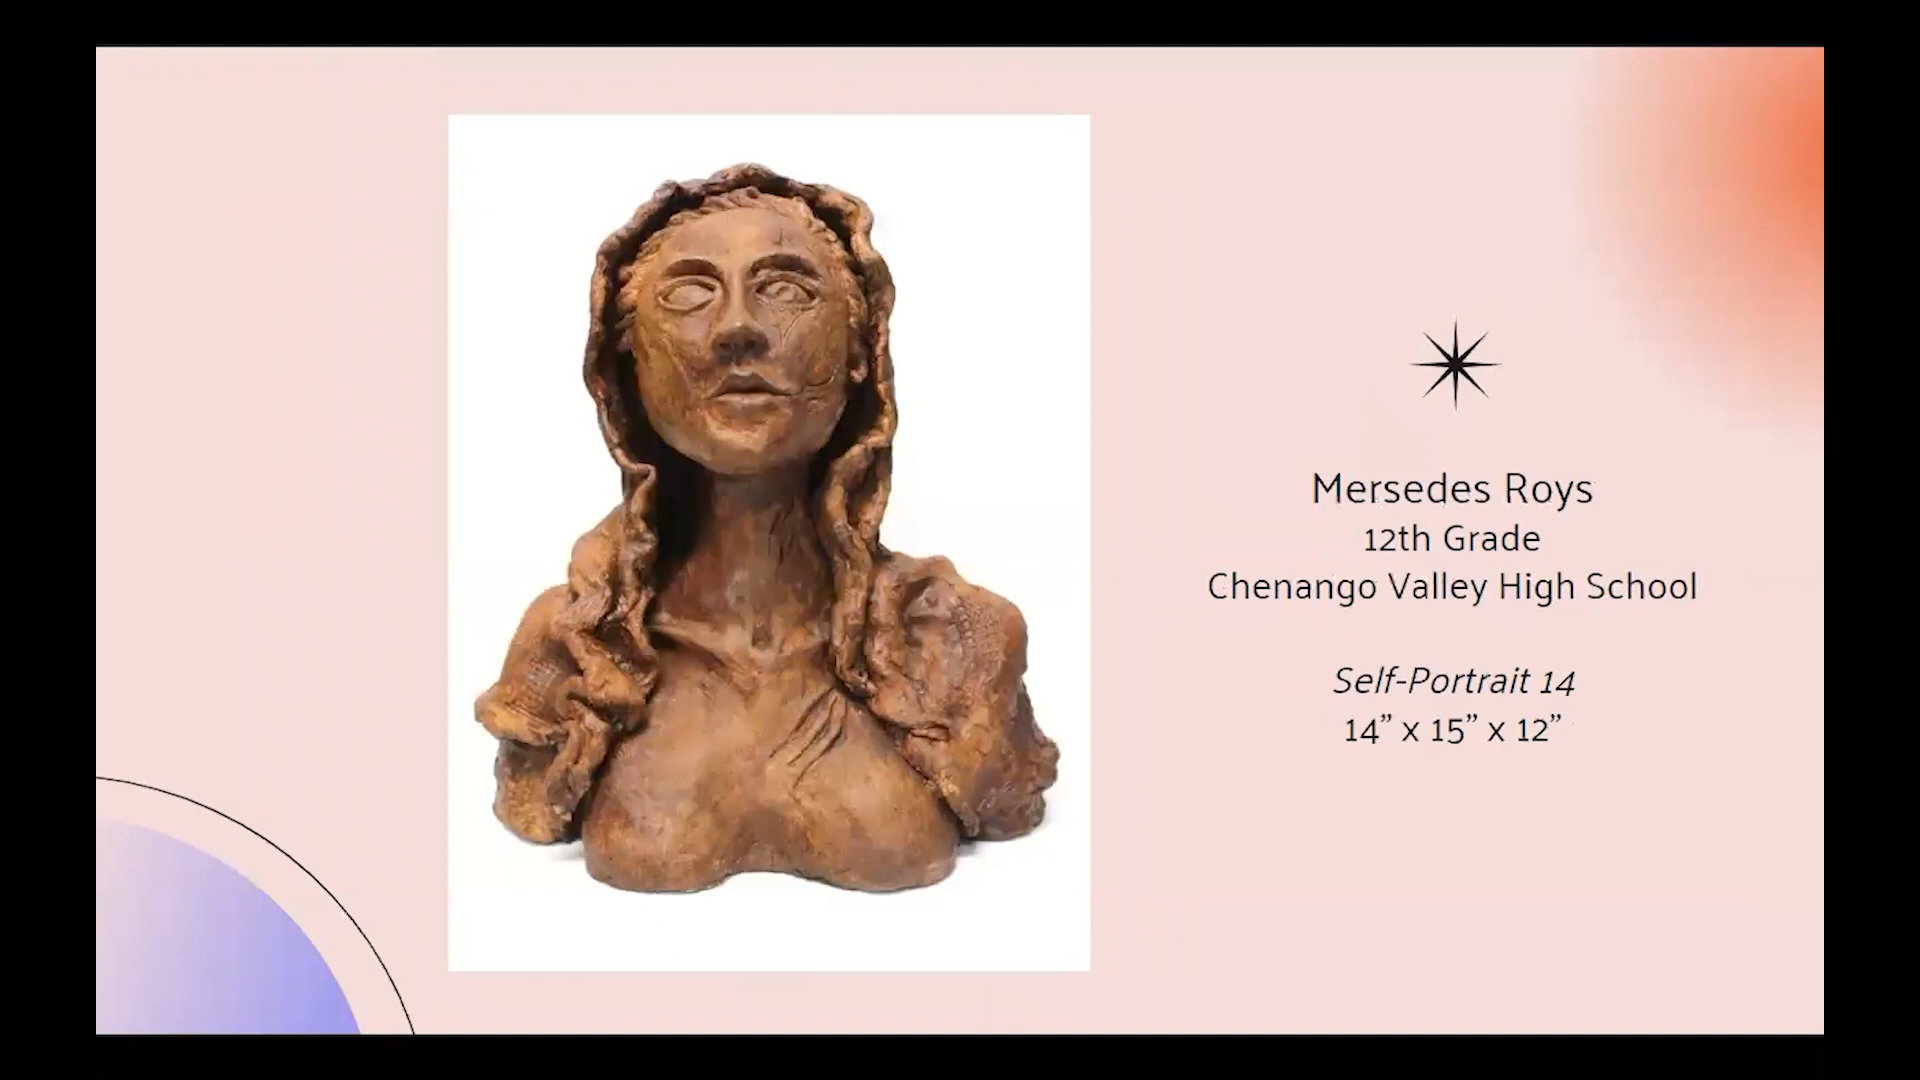 Mersedes Roys
12th Grade
Chenango Valley High School
Self-Portrait 14
14” x 15” x 12”